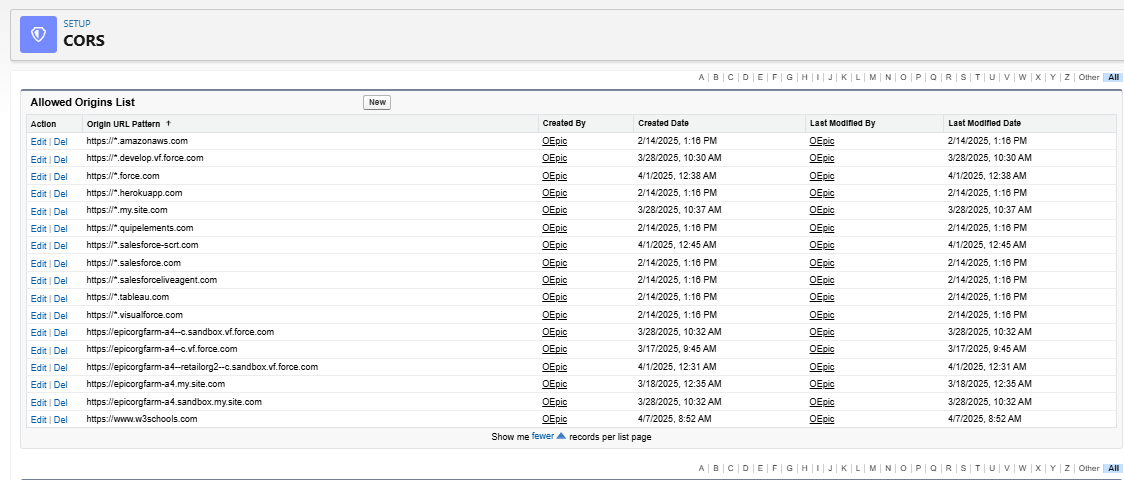 SETUP
CORS
A | B | C | D | E | F | G | H | I | J | K | L | M | N | O | P | Q | R | S | T | U | V | W | X | Y | Z | Other | All
Allowed Origins List New
Action Origin URL Pattern ↑ Created By Created Date Last Modified By Last Modified Date
Edit | Del https://*.amazonaws.com OEpic 2/14/2025, 1:16 PM OEpic 2/14/2025, 1:16 PM
Edit | Del https://*.develop.vf.force.com OEpic 3/28/2025, 10:30 AM OEpic 3/28/2025, 10:30 AM
Edit | Del https://*.force.com OEpic 4/1/2025, 12:38 AM OEpic 4/1/2025, 12:38 AM
Edit | Del https://*.herokuapp.com OEpic 2/14/2025, 1:16 PM OEpic 2/14/2025, 1:16 PM
Edit | Del https://*.my.site.com OEpic 3/28/2025, 10:37 AM OEpic 3/28/2025, 10:37 AM
Edit | Del https://*.quipelements.com OEpic 2/14/2025, 1:16 PM OEpic 2/14/2025, 1:16 PM
Edit | Del https://*.salesforce-scrt.com OEpic 4/1/2025, 12:45 AM OEpic 4/1/2025, 12:45 AM
Edit | Del https://*.salesforce.com OEpic 2/14/2025, 1:16 PM OEpic 2/14/2025, 1:16 PM
Edit | Del https://*.salesforceliveagent.com OEpic 2/14/2025, 1:16 PM OEpic 2/14/2025, 1:16 PM
Edit | Del https://*.tableau.com OEpic 2/14/2025, 1:16 PM OEpic 2/14/2025, 1:16 PM
Edit | Del https://*.visualforce.com OEpic 2/14/2025, 1:16 PM OEpic 2/14/2025, 1:16 PM
Edit | Del https://epicorgfarm-a4--c.sandbox.vf.force.com OEpic 3/28/2025, 10:32 AM OEpic 3/28/2025, 10:32 AM
Edit | Del https://epicorgfarm-a4--c.vf.force.com OEpic 3/17/2025, 9:45 AM OEpic 3/17/2025, 9:45 AM
Edit | Del https://epicorgfarm-a4--retailorg2--c.sandbox.vf.force.com OEpic 4/1/2025, 12:31 AM OEpic 4/1/2025, 12:31 AM
Edit | Del https://epicorgfarm-a4.my.site.com OEpic 3/18/2025, 12:35 AM OEpic 3/18/2025, 12:35 AM
Edit | Del https://epicorgfarm-a4.sandbox.my.site.com OEpic 3/28/2025, 10:32 AM OEpic 3/28/2025, 10:32 AM
Edit | Del https://www.w3schools.com OEpic 4/7/2025, 8:52 AM OEpic 4/7/2025, 8:52 AM
Show me fewer ▲ records per list page
A | B | C | D | E | F | G | H | I | J | K | L | M | N | O | P | Q | R | S | T | U | V | W | X | Y | Z | Other | All